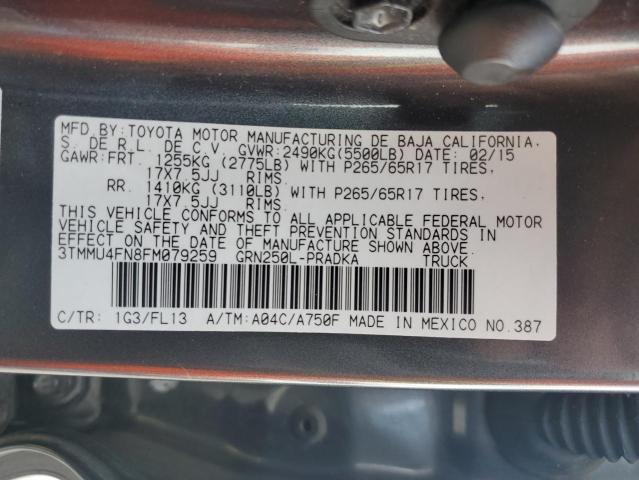 MFD.BY:TOYOTA MOTOR MANUFACTURING DE BAJA CALIFORNIA,
S. DE R.L. DE C.V. GVWR:2490KG(5500LB) DATE: 02/15
GAWR:FRT. 1255KG (2775LB) WITH P265/65R17 TIRES,
17X7.5JJ RIMS.
RR. 1410KG (3110LB) WITH P265/65R17 TIRES,
17X7.5JJ RIMS.
THIS VEHICLE CONFORMS TO ALL APPLICABLE FEDERAL MOTOR
VEHICLE SAFETY AND THEFT PREVENTION STANDARDS IN
EFFECT ON THE DATE OF MANUFACTURE SHOWN ABOVE.
3TMMU4FN8FM079259 GRN250L-PRADKA TRUCK
C/TR: 1G3/FL13 A/TM:A04C/A750F MADE IN MEXICO NO.387